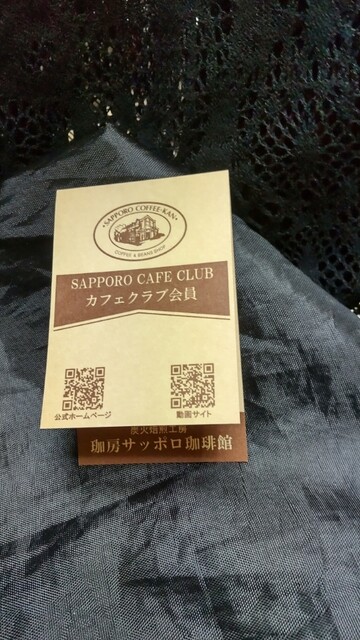 ・SAPPORO COFFEE-KAN・
COFFEE & BEANS SHOP
SAPPORO CAFE CLUB
カフェクラブ会員
公式ホームページ
動画サイト
炭火焙煎工房
珈房サッポロ珈琲館